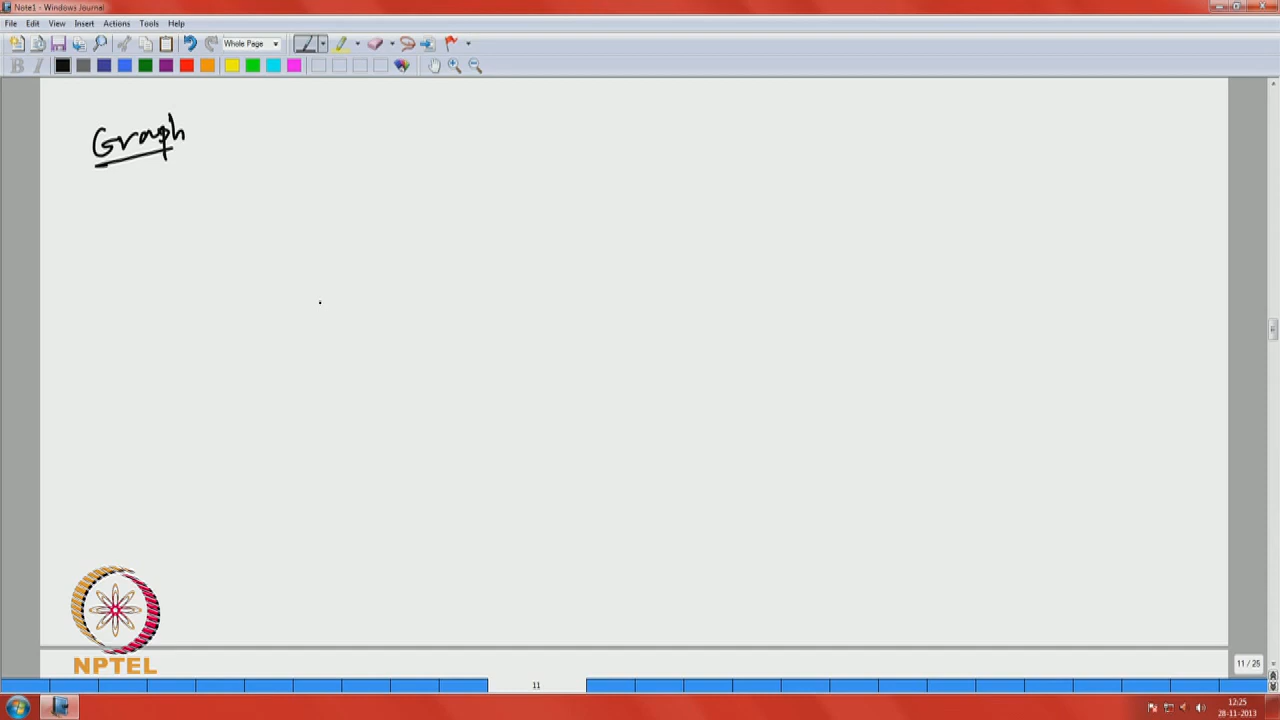 Note1 - Windows Journal
File Edit View Insert Actions Tools Help
Whole Page
B I
Graph
NPTEL
11 / 25
11
12:25
28-11-2013